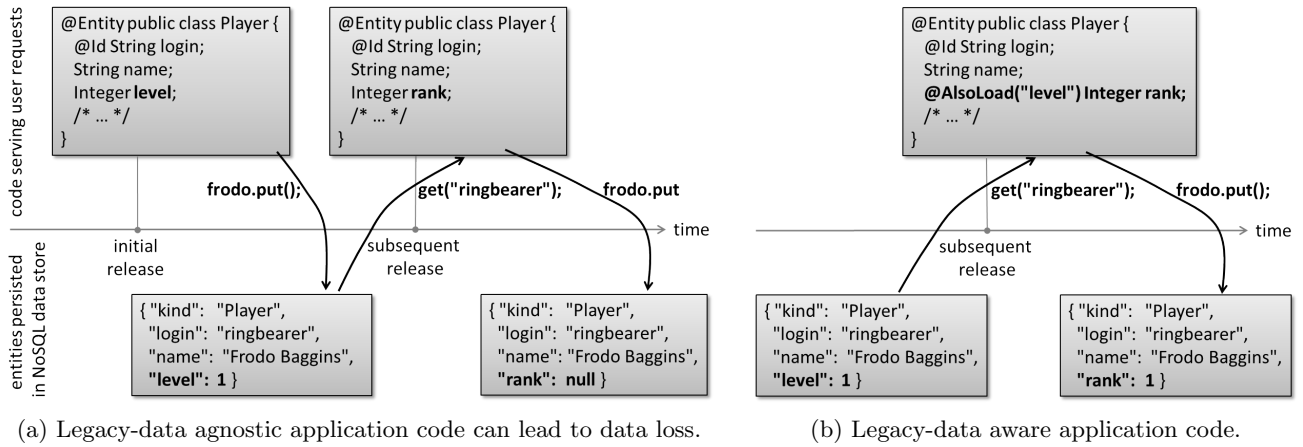 code serving user requests
@Entity public class Player {
@Id String login;
String name;
Integer level;
/* … */
}
@Entity public class Player {
@Id String login;
String name;
Integer rank;
/* … */
}
frodo.put();
get("ringbearer");
frodo.put
time
initial
release
subsequent
release
entities persisted
in NoSQL data store
{ "kind": "Player",
"login": "ringbearer",
"name": "Frodo Baggins",
"level": 1 }
{ "kind": "Player",
"login": "ringbearer",
"name": "Frodo Baggins",
"rank": null }
(a) Legacy-data agnostic application code can lead to data loss.
@Entity public class Player {
@Id String login;
String name;
@AlsoLoad("level") Integer rank;
/* … */
}
get("ringbearer");
frodo.put();
time
subsequent
release
{ "kind": "Player",
"login": "ringbearer",
"name": "Frodo Baggins",
"level": 1 }
{ "kind": "Player",
"login": "ringbearer",
"name": "Frodo Baggins",
"rank": 1 }
(b) Legacy-data aware application code.